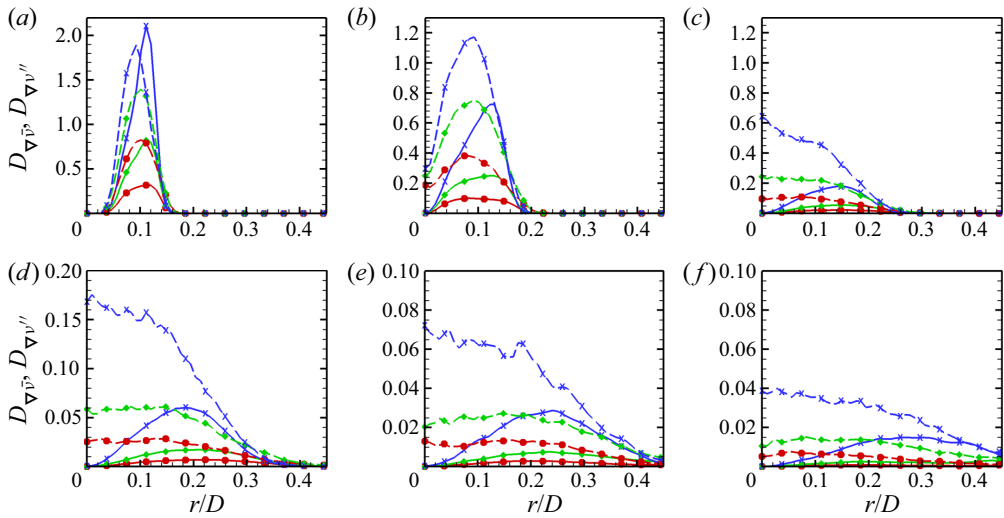 (a) (b) (c)
2.0 1.2 1.2
1.0 1.0
1.5 0.8 0.8
1.0 0.6 0.6
0.4 0.4
0.5 0.2 0.2
0 0.1 0.2 0.3 0.4 0 0.1 0.2 0.3 0.4 0 0.1 0.2 0.3 0.4
D∇v̄, D∇v″
(d) (e) (f)
0.20 0.10 0.10
0.08 0.08
0.15
0.06 0.06
0.10
0.04 0.04
0.05
0.02 0.02
0 0.1 0.2 0.3 0.4 0 0.1 0.2 0.3 0.4 0 0.1 0.2 0.3 0.4
r/D r/D r/D
D∇v̄, D∇v″